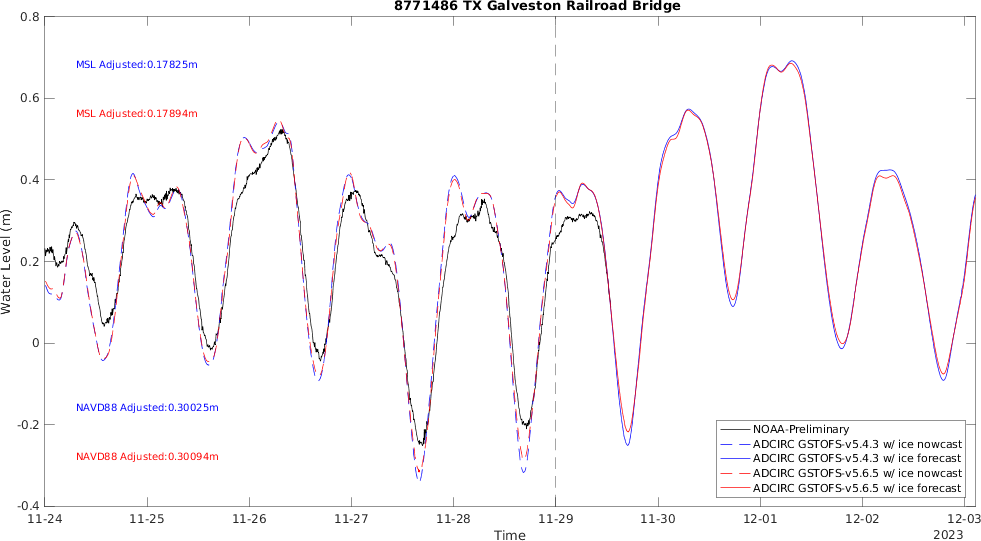 8771486 TX Galveston Railroad Bridge
0.8
0.6
0.4
0.2
0
-0.2
-0.4
Water Level (m)
MSL Adjusted:0.17825m
MSL Adjusted:0.17894m
NAVD88 Adjusted:0.30025m
NAVD88 Adjusted:0.30094m
NOAA-Preliminary
ADCIRC GSTOFS-v5.4.3 w/ ice nowcast
ADCIRC GSTOFS-v5.4.3 w/ ice forecast
ADCIRC GSTOFS-v5.6.5 w/ ice nowcast
ADCIRC GSTOFS-v5.6.5 w/ ice forecast
11-24 11-25 11-26 11-27 11-28 11-29 11-30 12-01 12-02 12-03
Time
2023